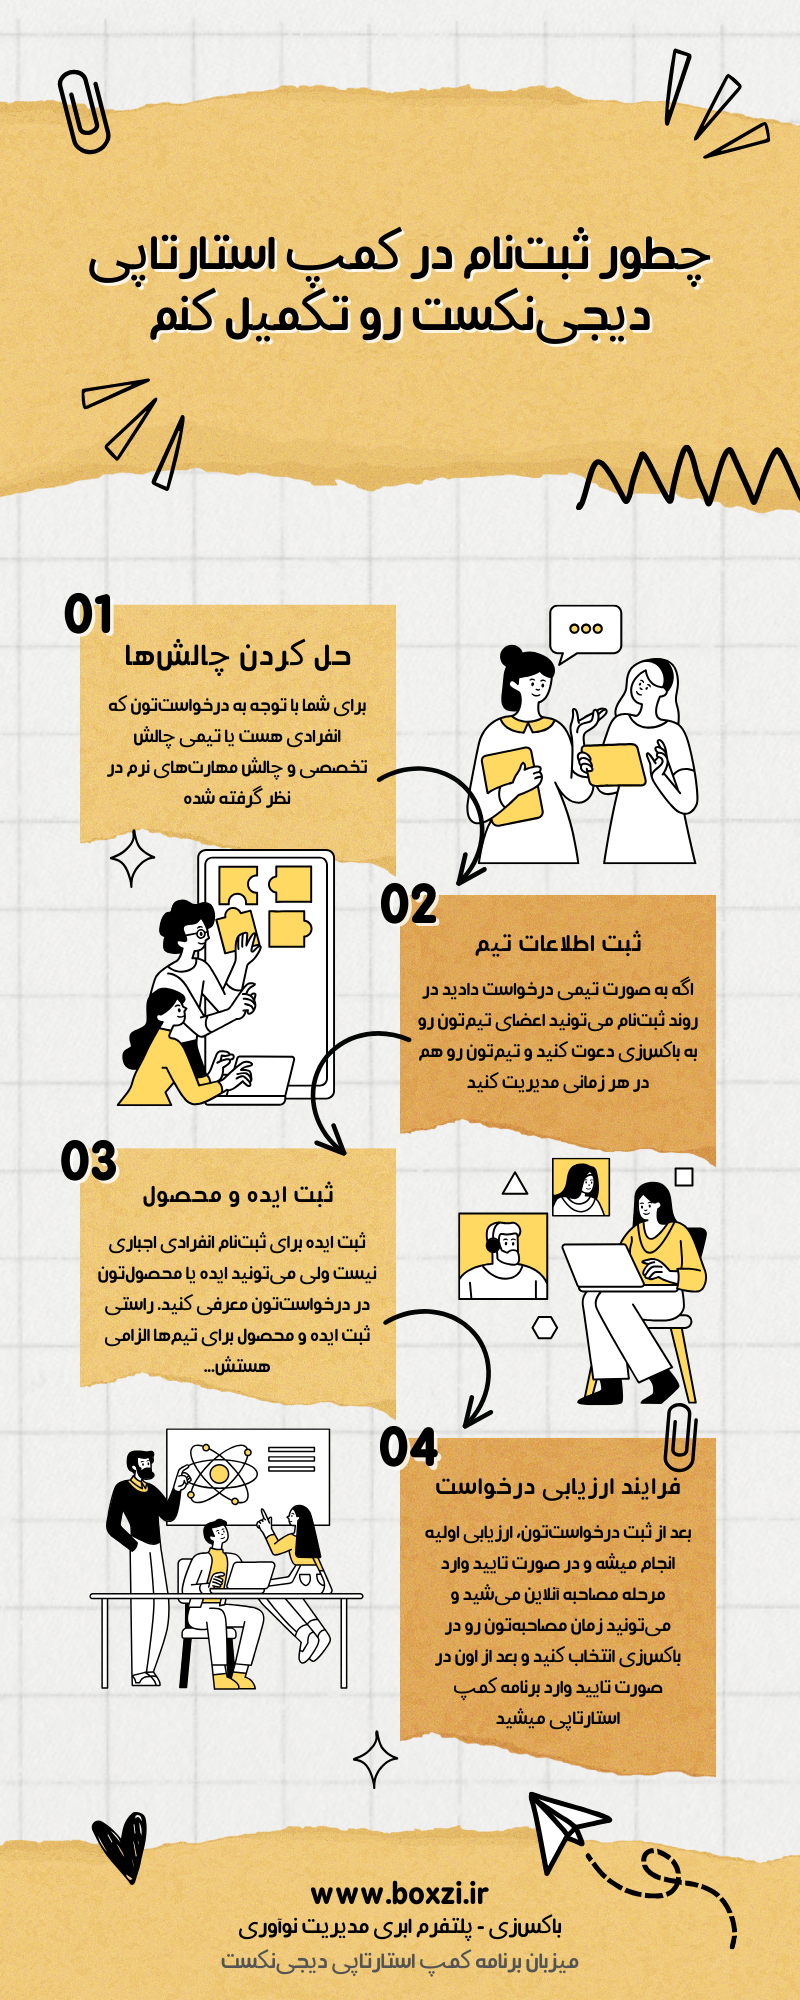 چطور ثبت‌نام در کمپ استارتاپی
دیجی‌نکست رو تکمیل کنم
01
حل کردن چالش‌ها
برای شما با توجه به درخواست‌تون که
انفرادی هست یا تیمی چالش
تخصصی و چالش مهارت‌های نرم در
نظر گرفته شده
02
ثبت اطلاعات تیم
اگه به صورت تیمی درخواست دادید در
روند ثبت‌نام می‌تونید اعضای تیم‌تون رو
به باکس‌زی دعوت کنید و تیم‌تون رو هم
در هر زمانی مدیریت کنید
03
ثبت ایده و محصول
ثبت ایده برای ثبت‌نام انفرادی اجباری
نیست ولی می‌تونید ایده یا محصول‌تون
در درخواست‌تون معرفی کنید. راستی
ثبت ایده و محصول برای تیم‌ها الزامی
هستش...
04
فرایند ارزیابی درخواست
بعد از ثبت درخواست‌تون، ارزیابی اولیه
انجام میشه و در صورت تایید وارد
مرحله مصاحبه آنلاین می‌شید و
می‌تونید زمان مصاحبه‌تون رو در
باکس‌زی انتخاب کنید و بعد از اون در
صورت تایید وارد برنامه کمپ
استارتاپی میشید
www.boxzi.ir
باکس‌زی - پلتفرم ابری مدیریت نوآوری
میزبان برنامه کمپ استارتاپی دیجی‌نکست